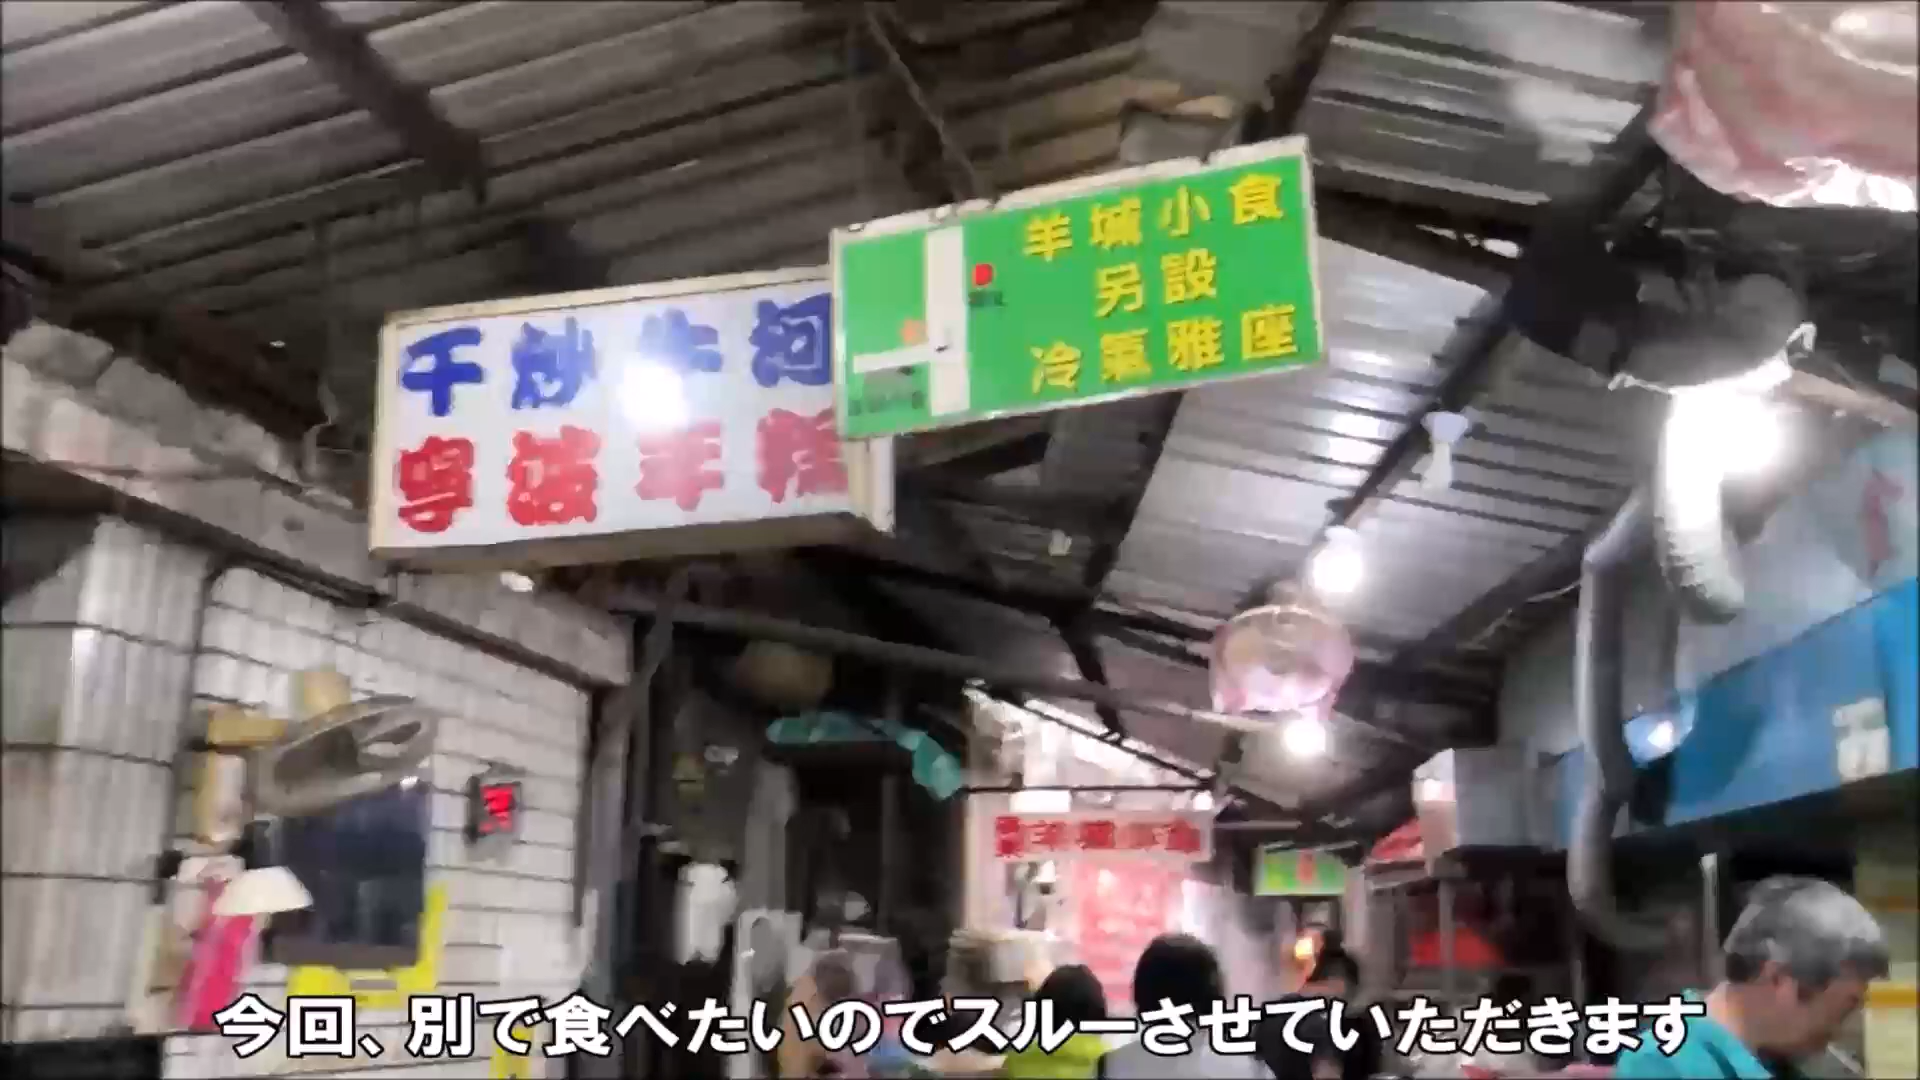 干炒牛河
寧波年糕
羊城小食
另設
冷氣雅座
今回、別で食べたいのでスルーさせていただきます